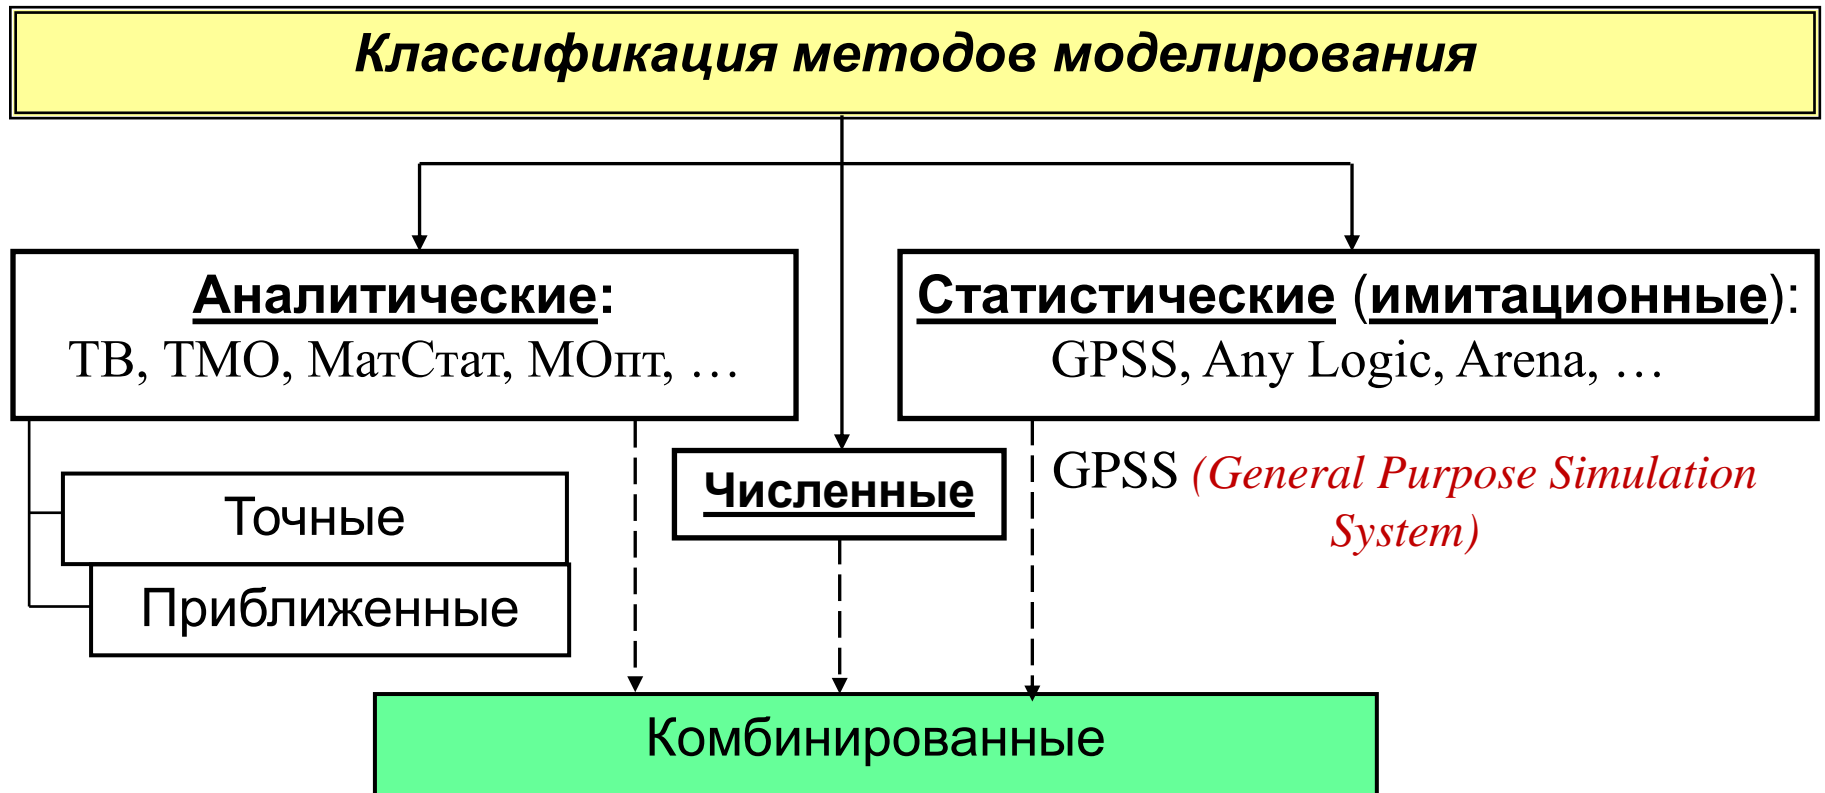 Классификация методов моделирования
Аналитические:
ТВ, ТМО, МатСтат, МОпт, …
Статистические (имитационные):
GPSS, Any Logic, Arena, …
Численные
GPSS (General Purpose Simulation
System)
Точные
Приближенные
Комбинированные